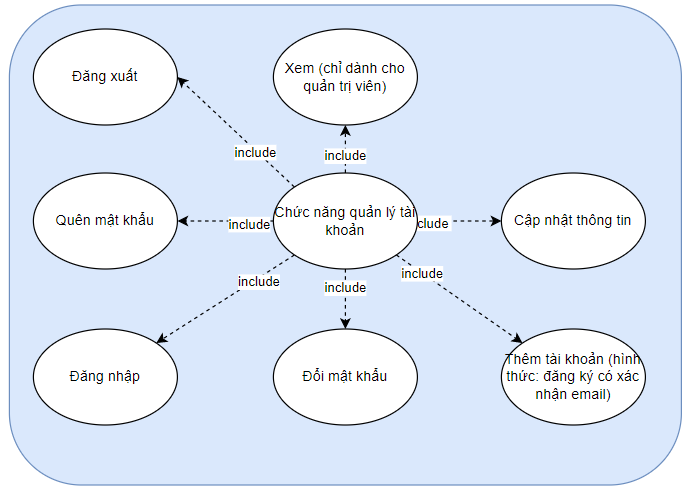 Đăng xuất
Xem (chỉ dành cho
quản trị viên)
include
include
Quên mật khẩu
include
Chức năng quản lý tài
khoản
clude
Cập nhật thông tin
include
include
include
Đăng nhập
Đổi mật khẩu
Thêm tài khoản (hình
thức: đăng ký có xác
nhận email)